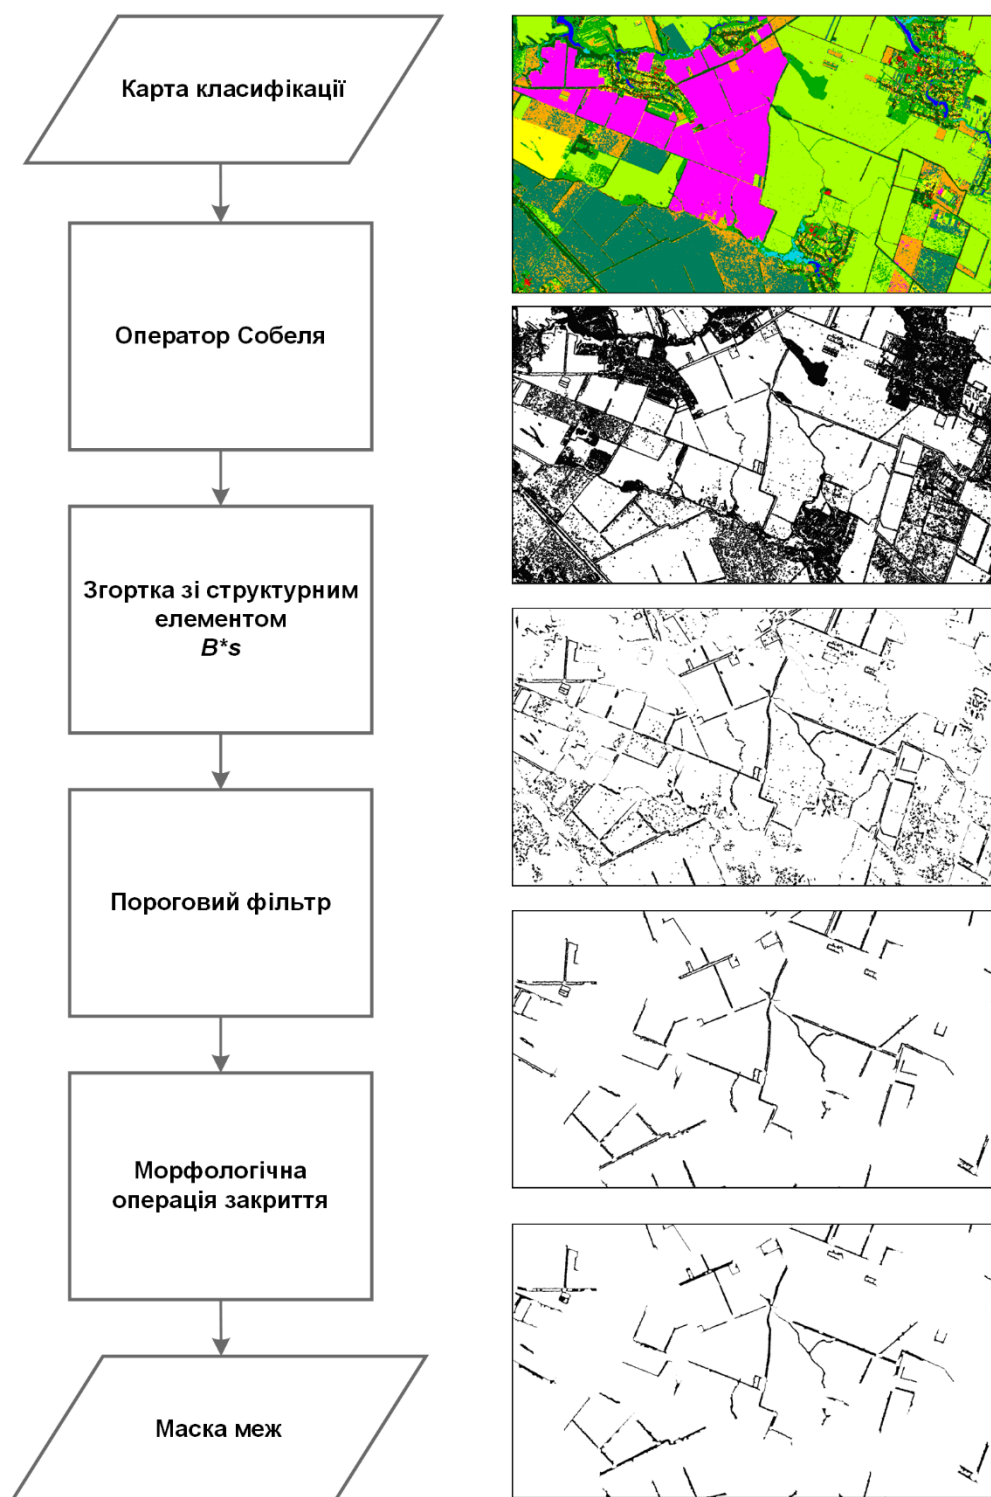 Карта класифікації
Оператор Собеля
Згортка зі структурним
елементом
B*s
Пороговий фільтр
Морфологічна
операція закриття
Маска меж